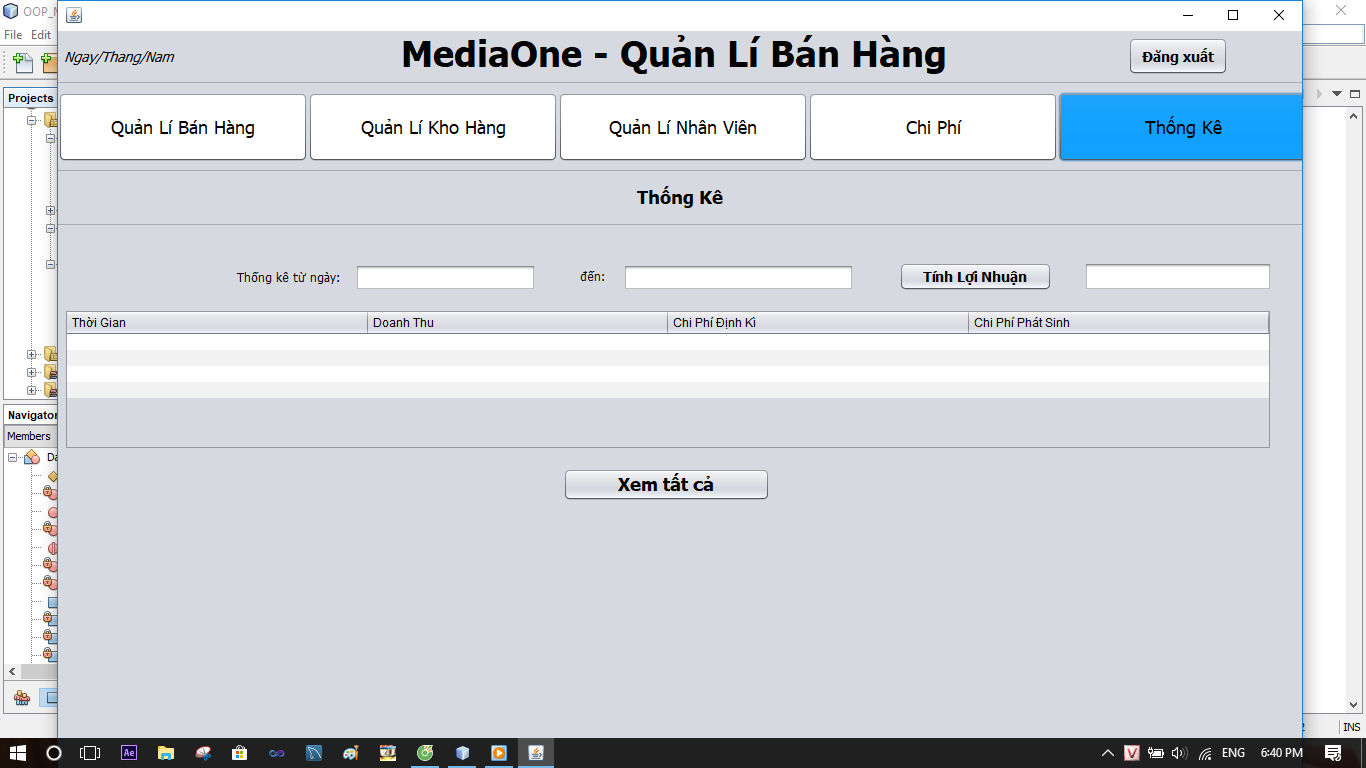 OOP_M
File Edit
Ngay/Thang/Nam
MediaOne - Quản Lí Bán Hàng
Đăng xuất
Projects
Quản Lí Bán Hàng
Quản Lí Kho Hàng
Quản Lí Nhân Viên
Chi Phí
Thống Kê
Thống Kê
Thống kê từ ngày:
đến:
Tính Lợi Nhuận
Thời Gian
Doanh Thu
Chi Phí Định Kì
Chi Phí Phát Sinh
Navigator
Members
Xem tất cả
INS
Ae
V
ENG
6:40 PM